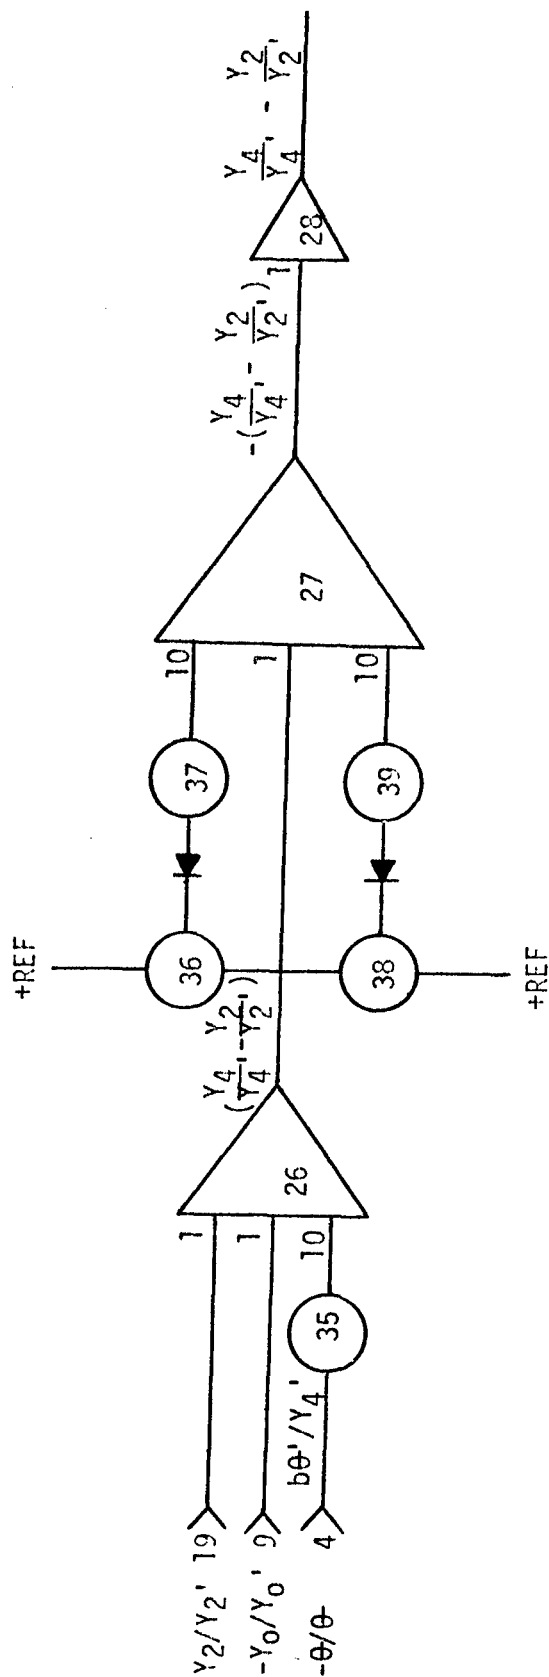 Y2/Y2' 19
-Y0/Y0' 9
-θ/θ 4
bθ'/Y4'
35
1
1
10
26
(Y4/Y4' - Y2/Y2')
+REF
36
37
10
1
38
39
10
+REF
27
-(Y4/Y4' - Y2/Y2')
1
28
Y4/Y4' - Y2/Y2'